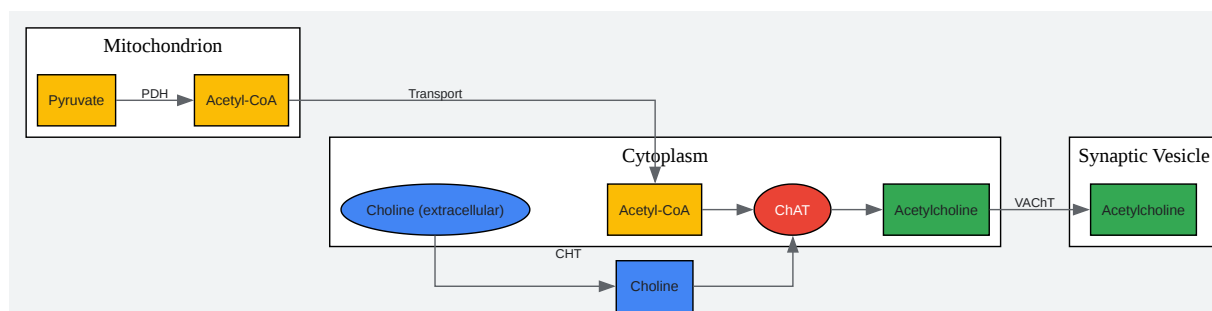 Mitochondrion
Pyruvate
PDH
Acetyl-CoA
Transport
Cytoplasm
Choline (extracellular)
Acetyl-CoA
ChAT
Acetylcholine
VAChT
Synaptic Vesicle
Acetylcholine
CHT
Choline